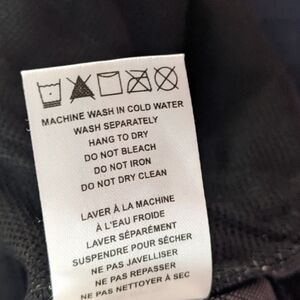 MACHINE WASH IN COLD WATER
WASH SEPARATELY
HANG TO DRY
DO NOT BLEACH
DO NOT IRON
DO NOT DRY CLEAN
LAVER À LA MACHINE
À L'EAU FROIDE
LAVER SÉPARÉMENT
SUSPENDRE POUR SÉCHER
NE PAS JAVELLISER
NE PAS REPASSER
NE PAS NETTOYER À SEC